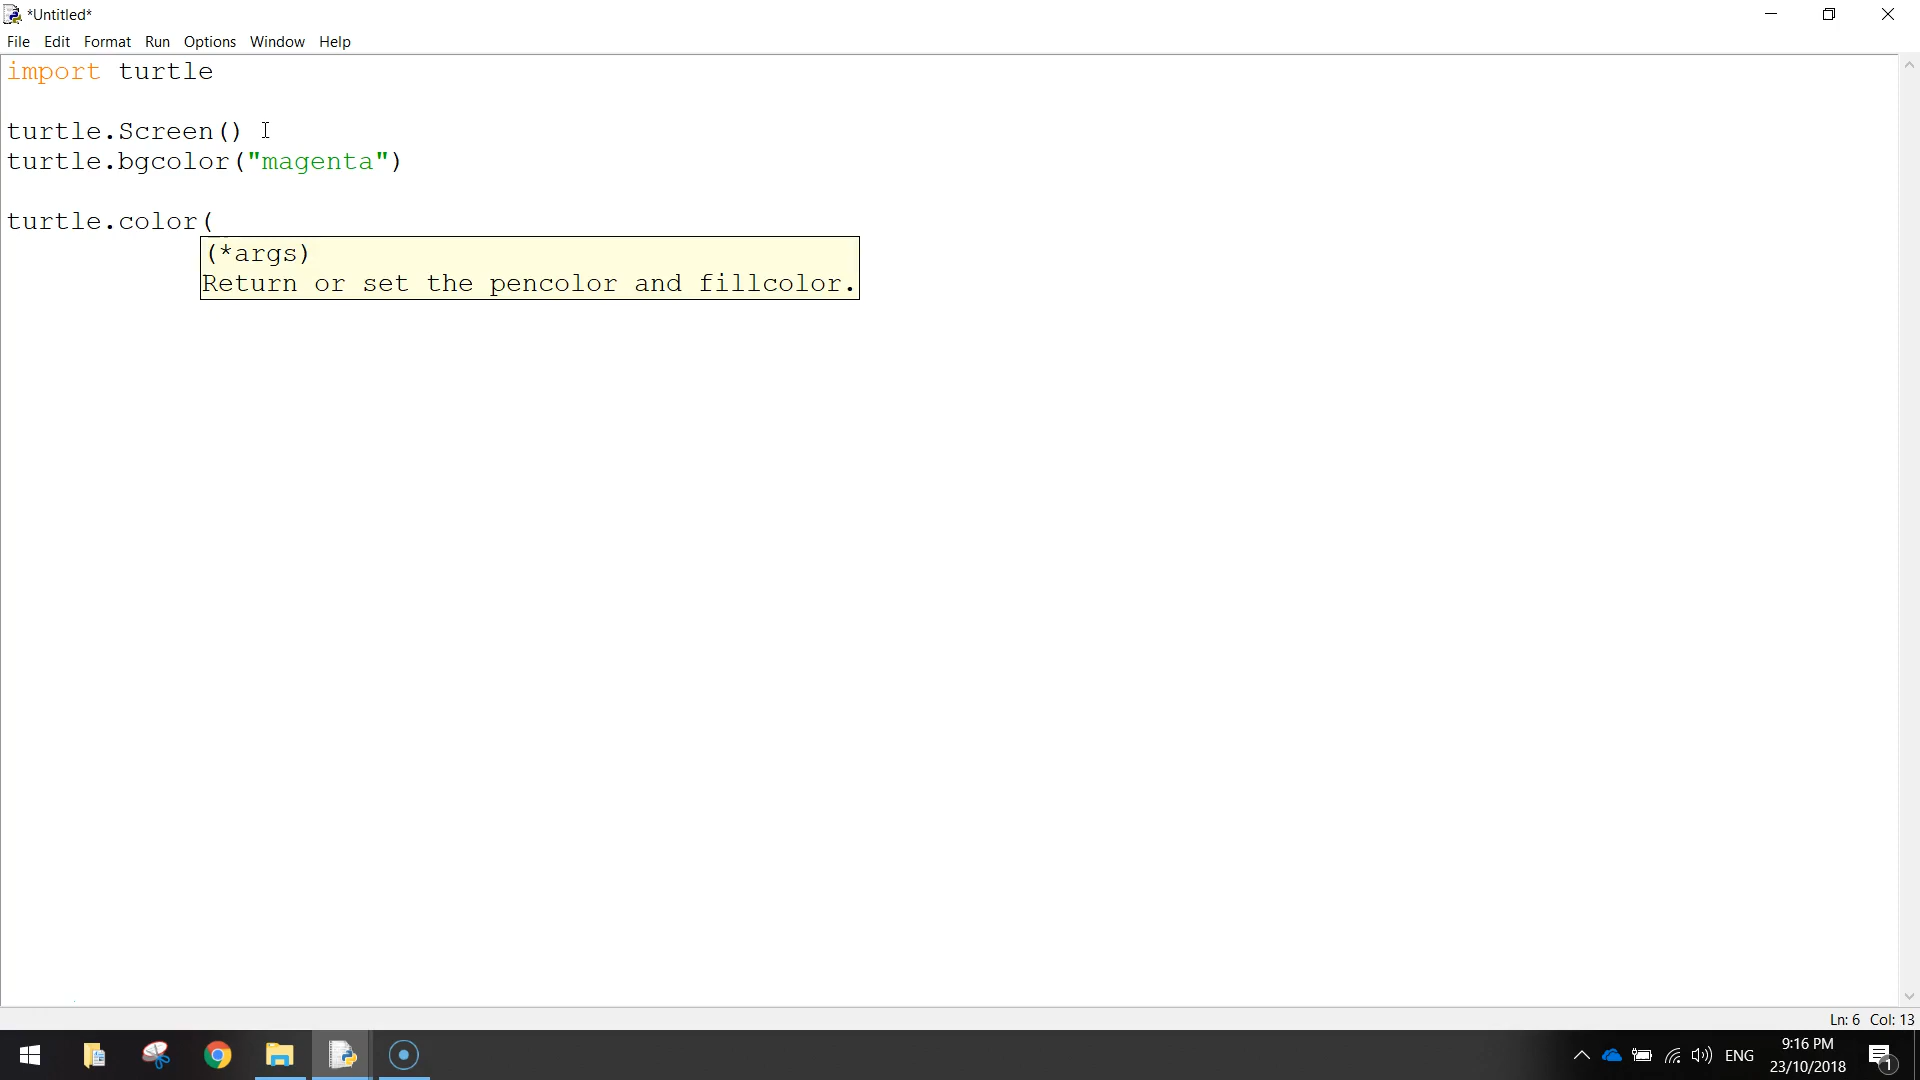 *Untitled*
File Edit Format Run Options Window Help
import turtle
turtle.Screen()
turtle.bgcolor("magenta")
turtle.color(
(*args)
Return or set the pencolor and fillcolor.
Ln: 6 Col: 13
ENG
9:16 PM
23/10/2018
1